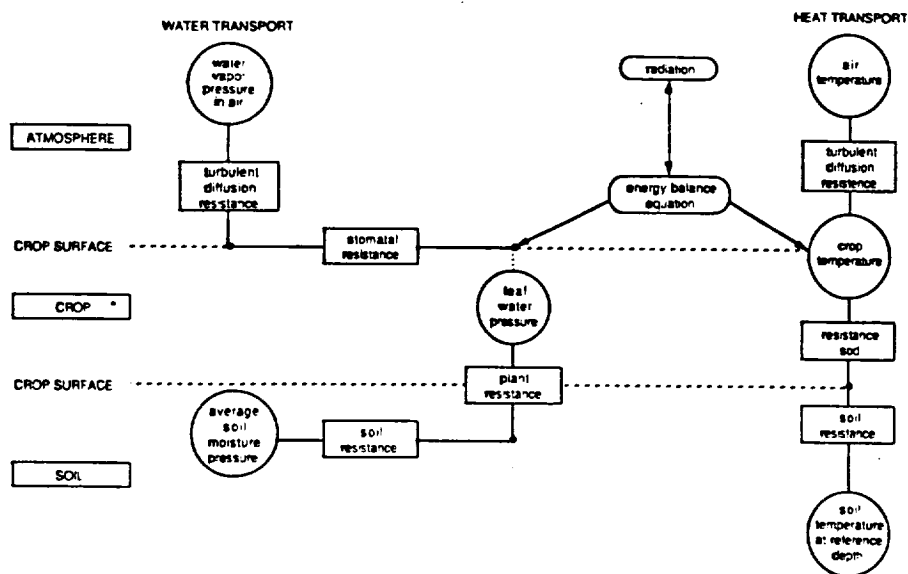 WATER TRANSPORT
HEAT TRANSPORT
water
vapor
pressure
in air
radiation
air
temperature
ATMOSPHERE
turbulent
diffusion
resistance
turbulent
diffusion
resistence
energy balance
equation
CROP SURFACE
stomatal
resistance
crop
temperature
CROP
leaf
water
pressure
resistance
sod
CROP SURFACE
plant
resistance
average
soil
moisture
pressure
soil
resistance
soil
resistance
SOIL
soil
temperature
at reference
depth